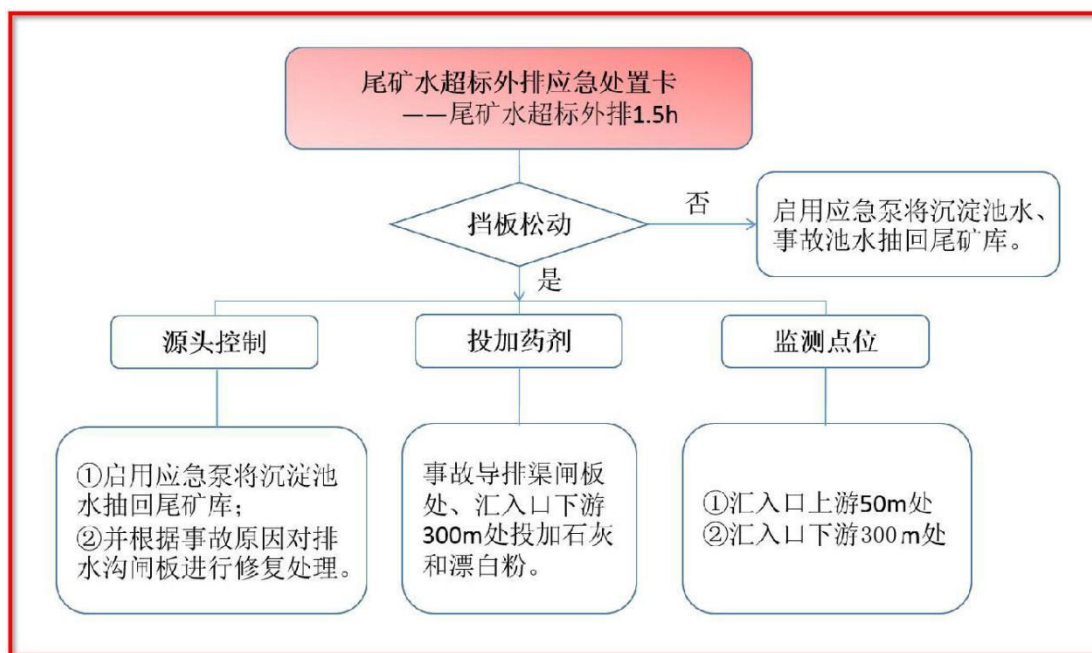 尾矿水超标外排应急处置卡
——尾矿水超标外排1.5h
挡板松动
否
启用应急泵将沉淀池水、
事故池水抽回尾矿库。
是
源头控制
投加药剂
监测点位
①启用应急泵将沉淀池
水抽回尾矿库；
②并根据事故原因对排
水沟闸板进行修复处理。
事故导排渠闸板
处、汇入口下游
300m处投加石灰
和漂白粉。
①汇入口上游50m处
②汇入口下游300m处